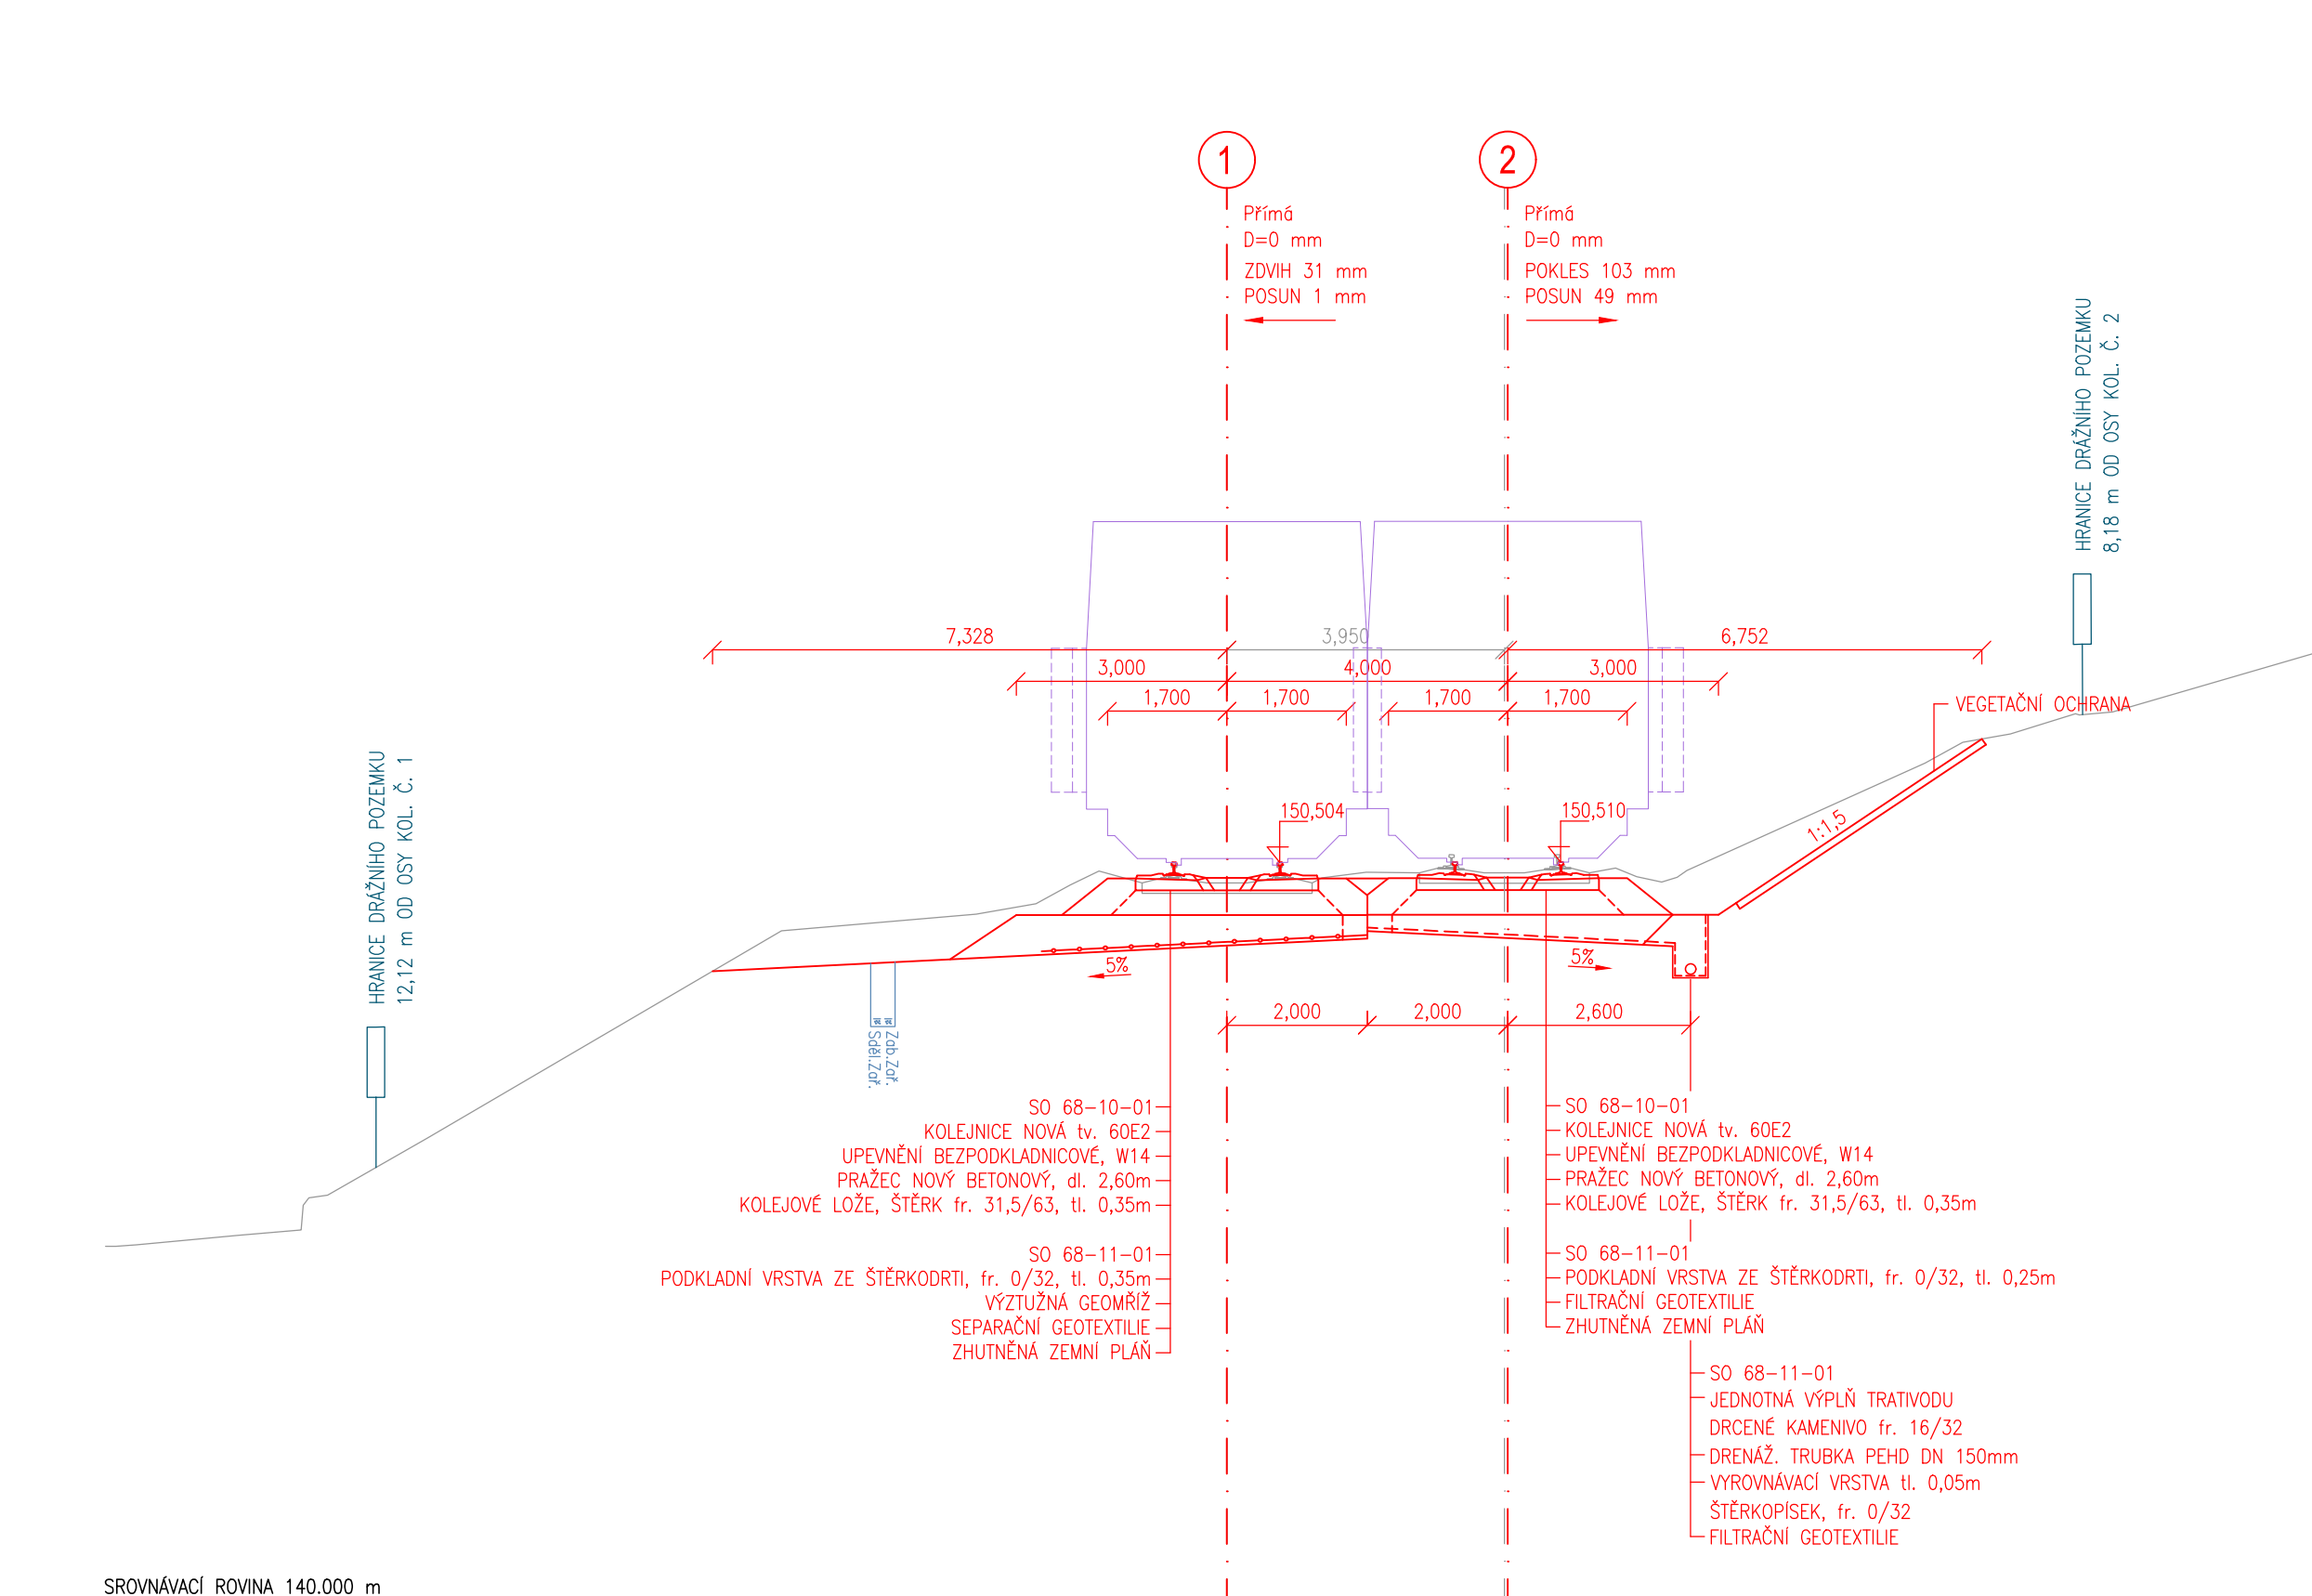 1
2
Přímá
D=0 mm
ZDVIH 31 mm
POSUN 1 mm
Přímá
D=0 mm
POKLES 103 mm
POSUN 49 mm
HRANICE DRÁŽNÍHO POZEMKU
8,18 m OD OSY KOL. Č. 2
7,328
3,950
6,752
3,000
4,000
3,000
1,700
1,700
1,700
1,700
VEGETAČNÍ OCHRANA
HRANICE DRÁŽNÍHO POZEMKU
12,12 m OD OSY KOL. Č. 1
150,504
150,510
1:1,5
5%
5%
2,000
2,000
2,600
Zab.Zař.
Sděl.Zař.
SO 68-10-01
KOLEJNICE NOVÁ tv. 60E2
UPEVNĚNÍ BEZPODKLADNICOVÉ, W14
PRAŽEC NOVÝ BETONOVÝ, dl. 2,60m
KOLEJOVÉ LOŽE, ŠTĚRK fr. 31,5/63, tl. 0,35m
SO 68-11-01
PODKLADNÍ VRSTVA ZE ŠTĚRKODRTI, fr. 0/32, tl. 0,35m
VÝZTUŽNÁ GEOMŘÍŽ
SEPARAČNÍ GEOTEXTILIE
ZHUTNĚNÁ ZEMNÍ PLÁŇ
SO 68-10-01
KOLEJNICE NOVÁ tv. 60E2
UPEVNĚNÍ BEZPODKLADNICOVÉ, W14
PRAŽEC NOVÝ BETONOVÝ, dl. 2,60m
KOLEJOVÉ LOŽE, ŠTĚRK fr. 31,5/63, tl. 0,35m
SO 68-11-01
PODKLADNÍ VRSTVA ZE ŠTĚRKODRTI, fr. 0/32, tl. 0,25m
FILTRAČNÍ GEOTEXTILIE
ZHUTNĚNÁ ZEMNÍ PLÁŇ
SO 68-11-01
JEDNOTNÁ VÝPLŇ TRATIVODU
DRCENÉ KAMENIVO fr. 16/32
DRENÁŽ. TRUBKA PEHD DN 150mm
VYROVNÁVACÍ VRSTVA tl. 0,05m
ŠTĚRKOPÍSEK, fr. 0/32
FILTRAČNÍ GEOTEXTILIE
SROVNÁVACÍ ROVINA 140.000 m